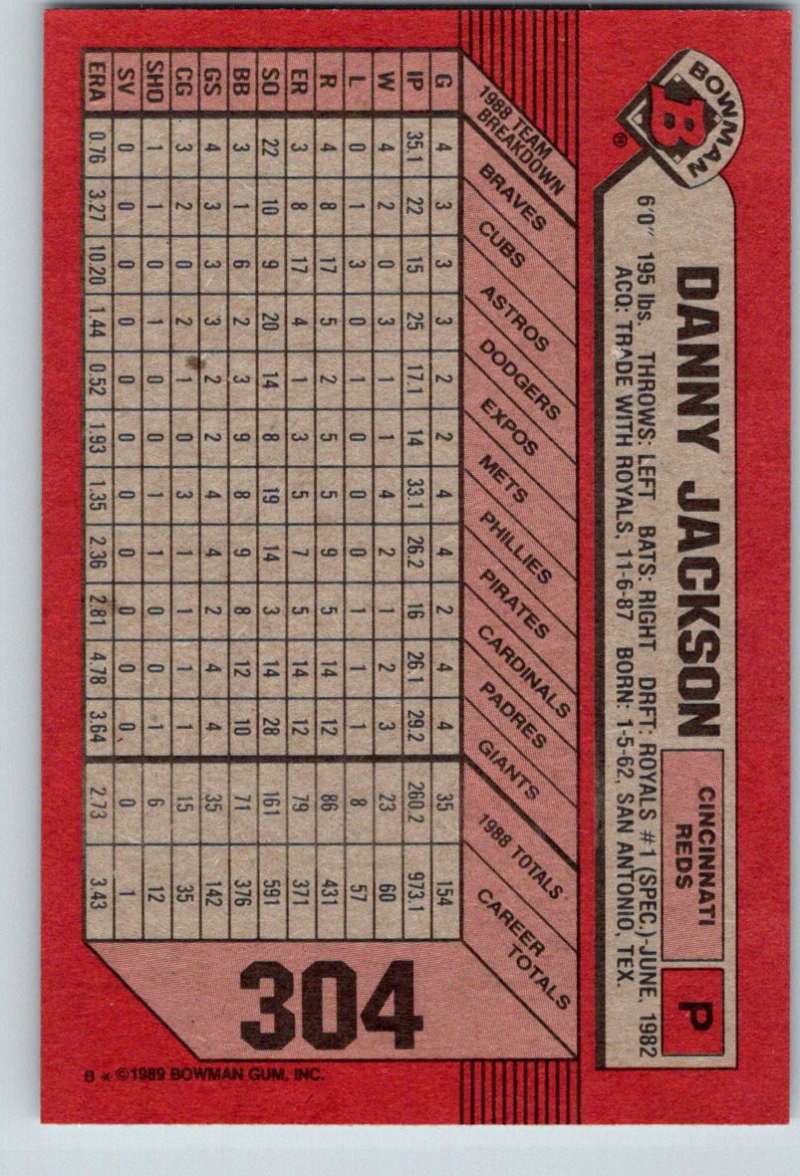 BOWMAN
B
®
DANNY JACKSON
CINCINNATI
REDS
P
6'0" 195 lbs. THROWS: LEFT BATS: RIGHT DRFT: ROYALS #1 (SPEC.)-JUNE, 1982
ACQ: TRADE WITH ROYALS, 11-6-87 BORN: 1-5-62, SAN ANTONIO, TEX.
1988 TEAM
BREAKDOWN
BRAVES
CUBS
ASTROS
DODGERS
EXPOS
METS
PHILLIES
PIRATES
CARDINALS
PADRES
GIANTS
1988 TOTALS
CAREER
TOTALS
G 4 3 3 3 2 2 4 4 2 4 4 35 154
IP 35.1 22 15 25 17.1 14 33.1 26.2 16 26.1 29.2 260.2 973.1
W 4 2 0 3 1 1 4 2 1 2 3 23 60
L 0 1 3 0 1 0 0 0 1 1 1 8 57
R 4 8 17 5 2 5 5 9 5 14 12 86 431
ER 3 8 17 4 1 3 5 7 5 14 12 79 371
SO 22 10 9 20 14 8 19 14 3 14 28 161 591
BB 3 1 6 2 3 9 8 9 8 12 10 71 376
GS 4 3 3 3 2 2 4 4 2 4 4 35 142
CG 3 2 0 2 1 0 3 1 1 1 1 15 35
SHO 1 1 0 1 0 0 1 1 0 0 1 6 12
SV 0 0 0 0 0 0 0 0 0 0 0 0 1
ERA 0.76 3.27 10.20 1.44 0.52 1.93 1.35 2.36 2.81 4.78 3.64 2.73 3.43
304
B * ©1989 BOWMAN GUM, INC.